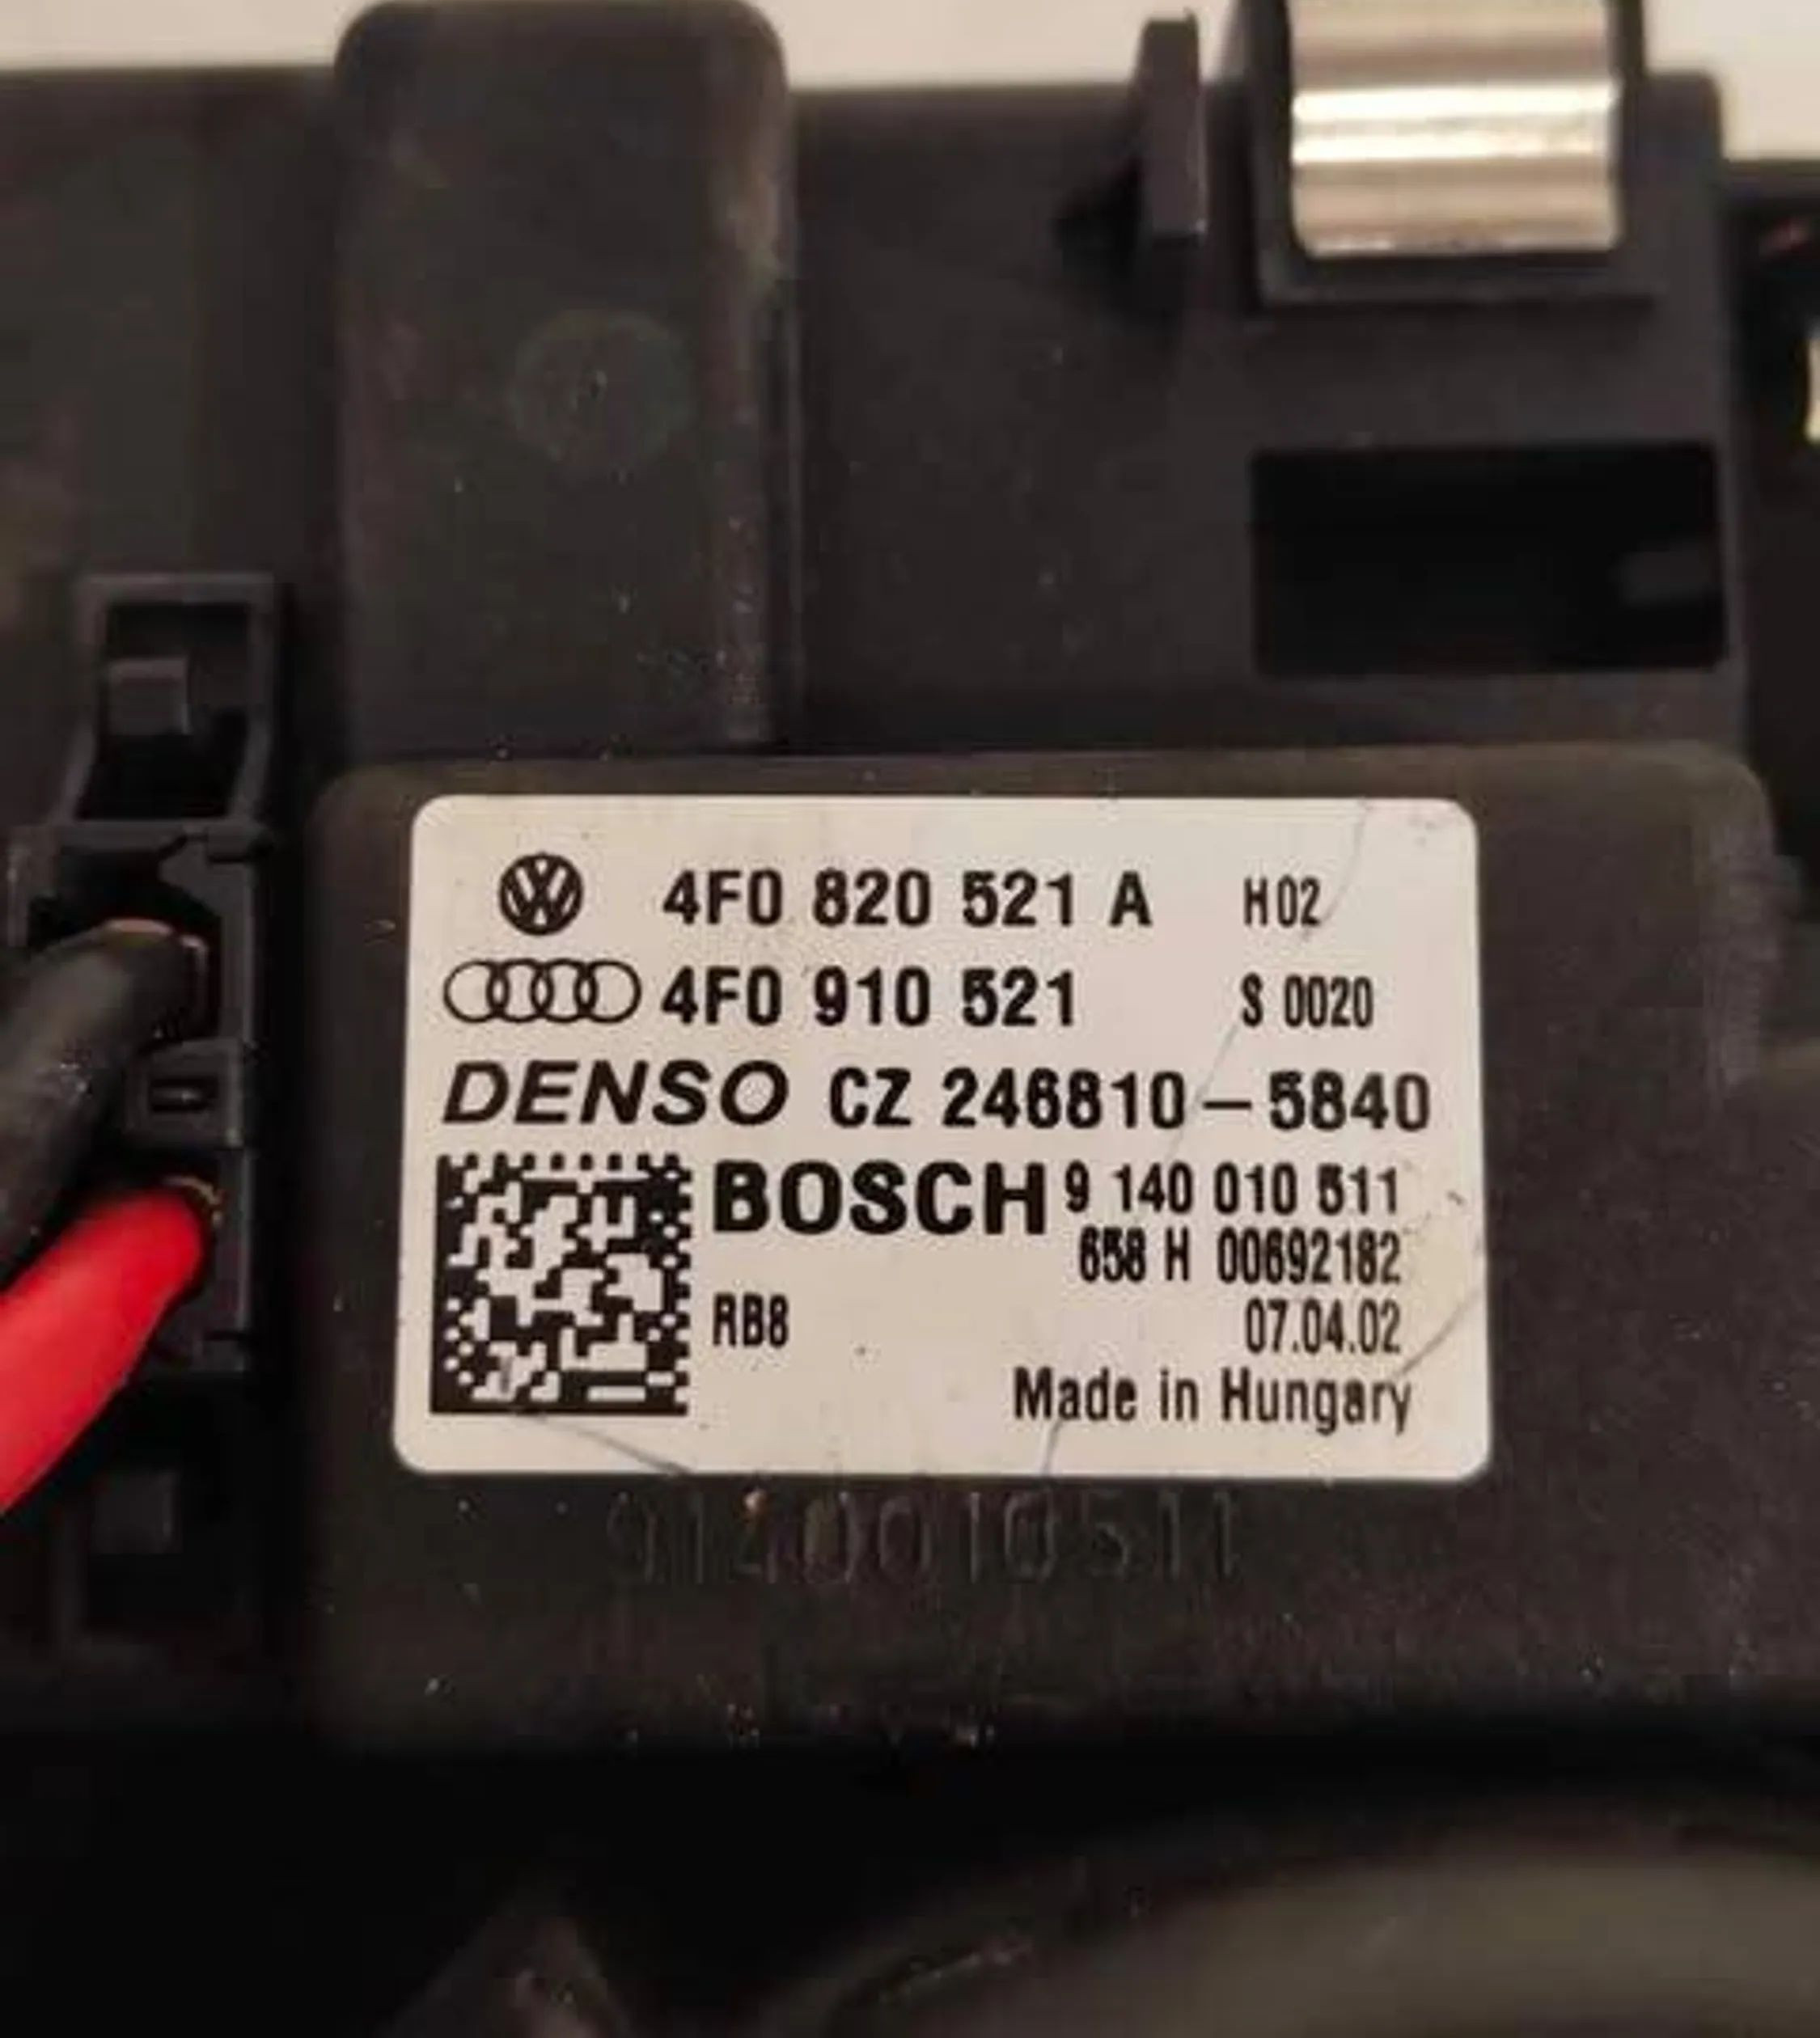 4F0 820 521 A H02
4F0 910 521 S 0020
DENSO CZ 246810-5840
BOSCH 9 140 010 511
658 H 00692182
RB8 07.04.02
Made in Hungary
9140010511